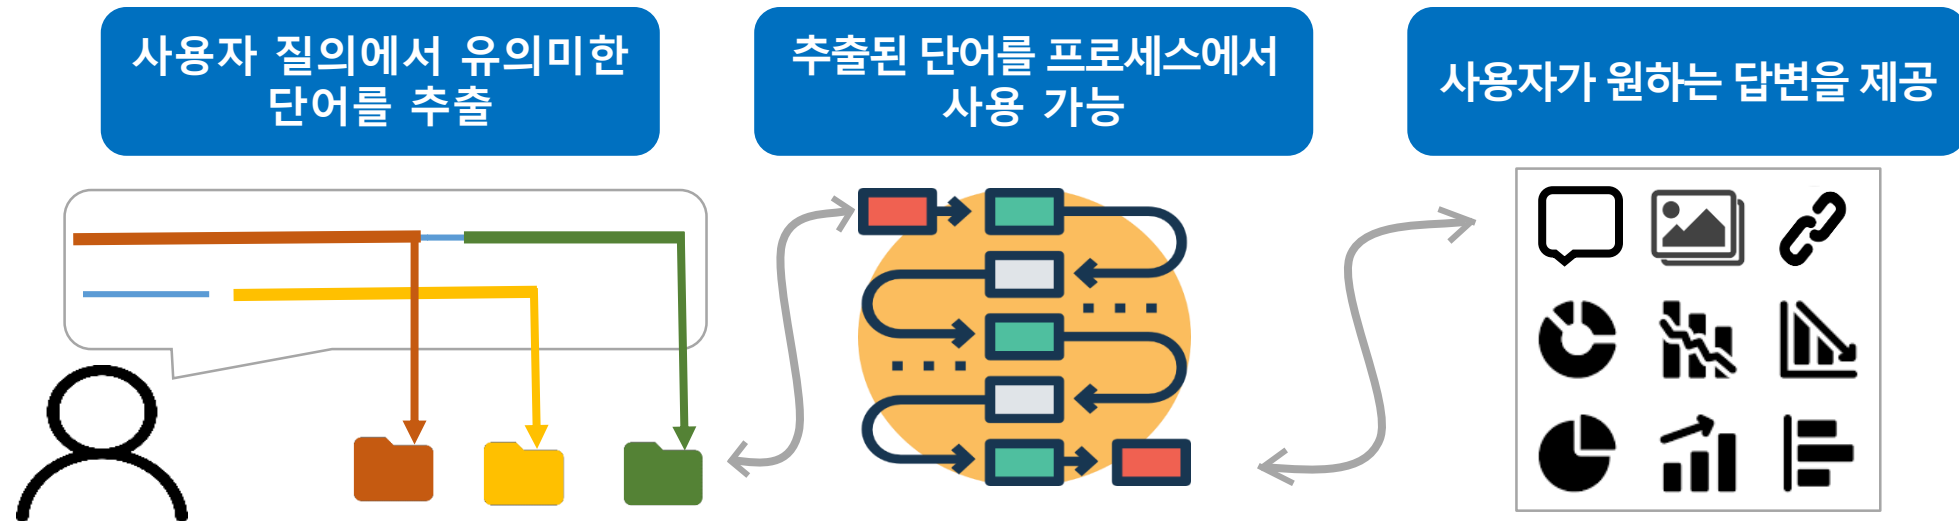 사용자 질의에서 유의미한
단어를 추출
추출된 단어를 프로세스에서
사용 가능
사용자가 원하는 답변을 제공